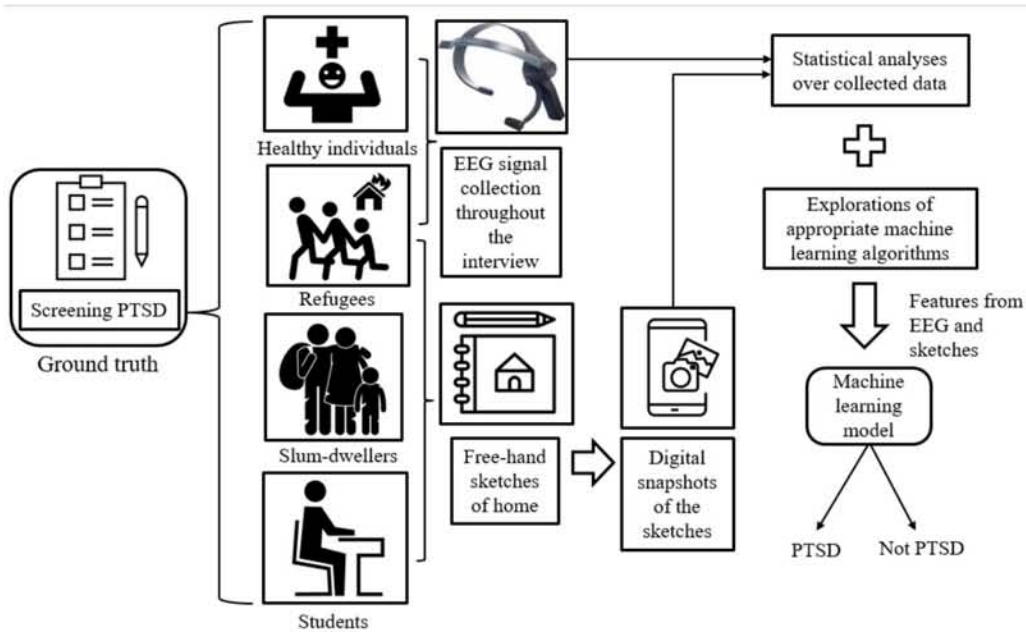 Screening PTSD
Ground truth
Healthy individuals
Refugees
Slum-dwellers
Students
EEG signal
collection
throughout
the
interview
Free-hand
sketches
of home
Digital
snapshots
of the
sketches
Statistical analyses
over collected data
Explorations of
appropriate machine
learning algorithms
Features from
EEG and
sketches
Machine
learning
model
PTSD
Not PTSD